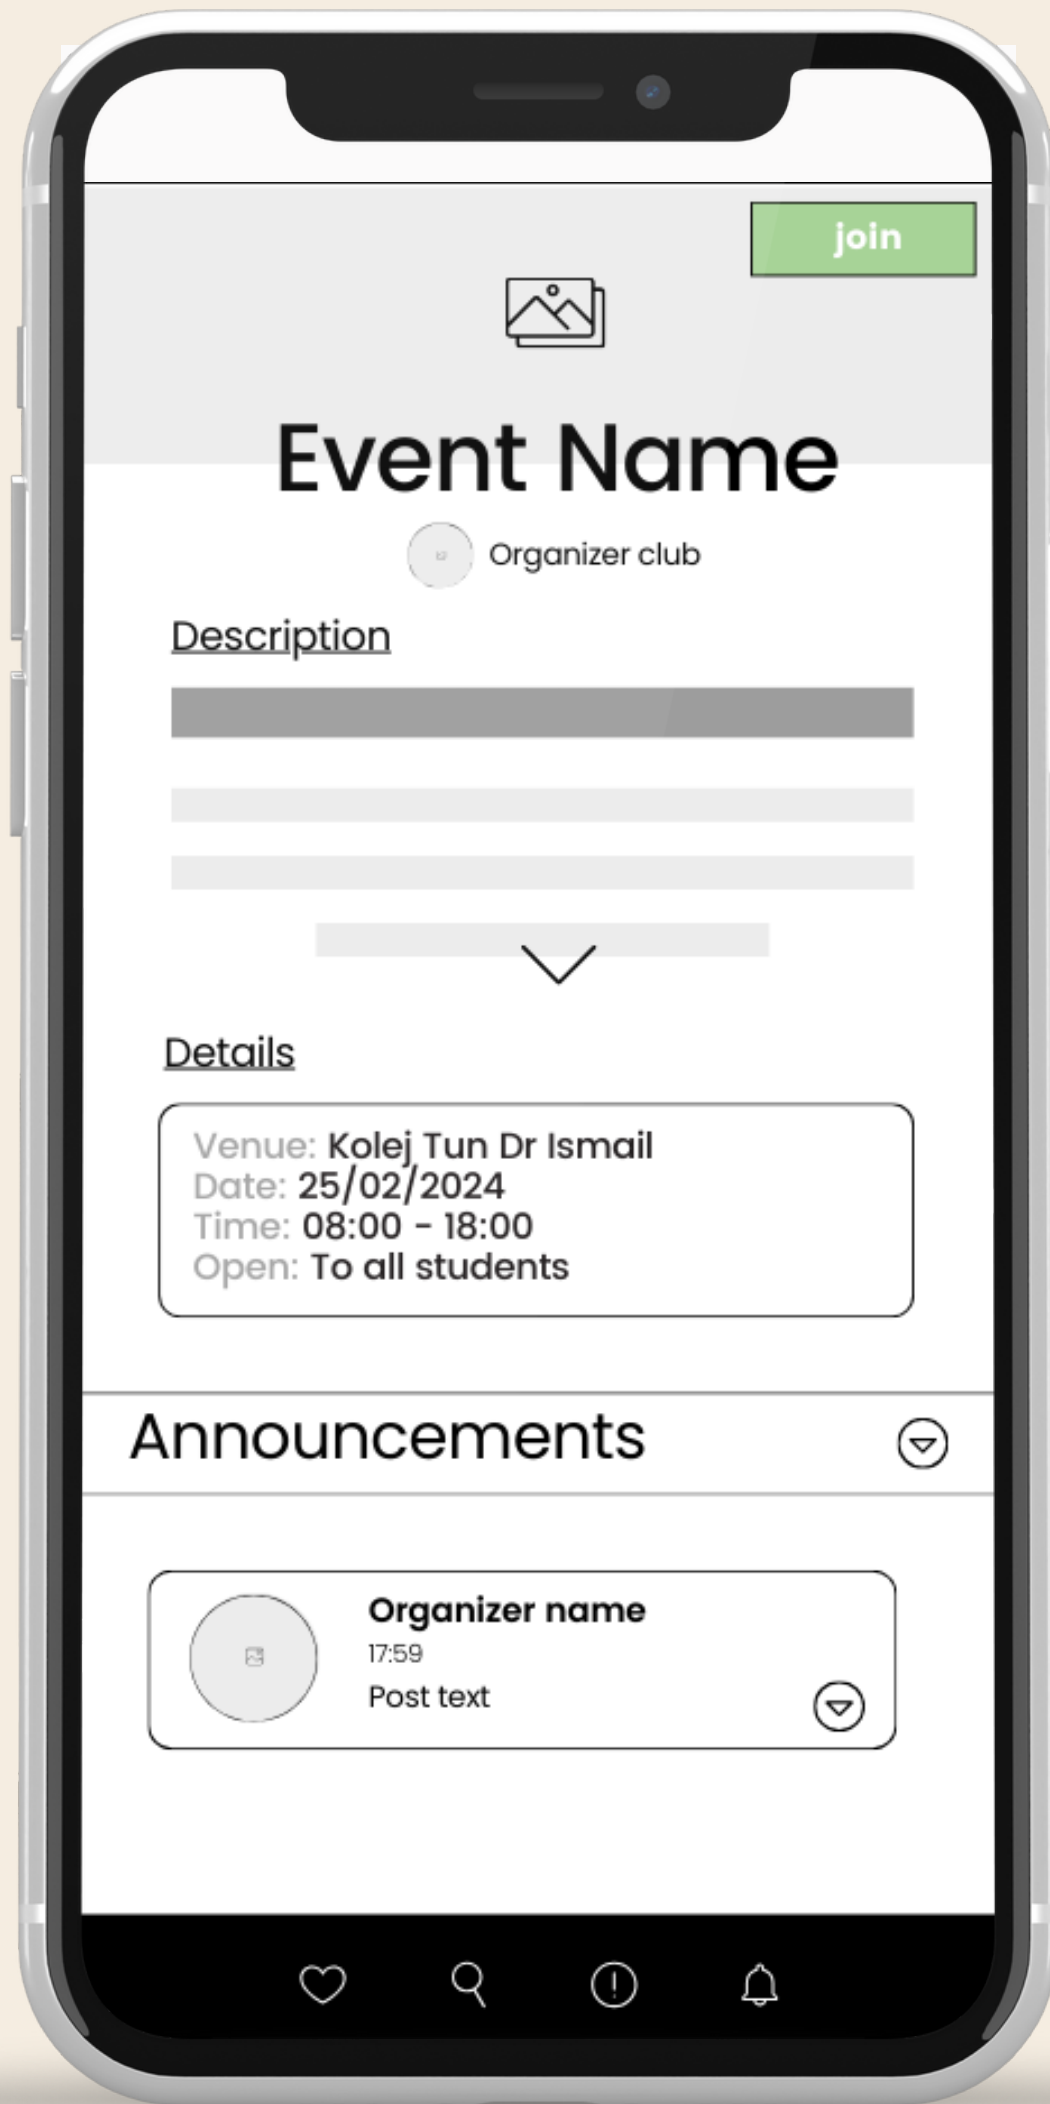 join
Event Name
Organizer club
Description
Details
Venue: Kolej Tun Dr Ismail
Date: 25/02/2024
Time: 08:00 - 18:00
Open: To all students
Announcements
Organizer name
17:59
Post text